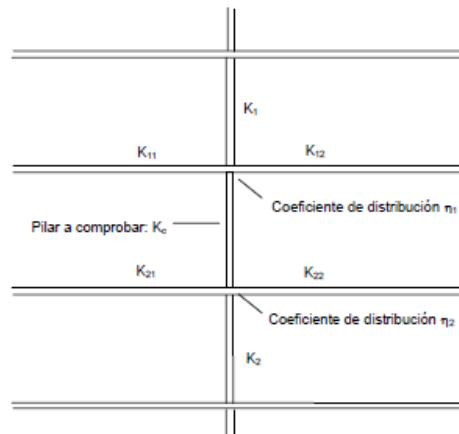 K₁
K₁₁ K₁₂
Coeficiente de distribución η₁
Pilar a comprobar: K꜀
K₂₁ K₂₂
Coeficiente de distribución η₂
K₂